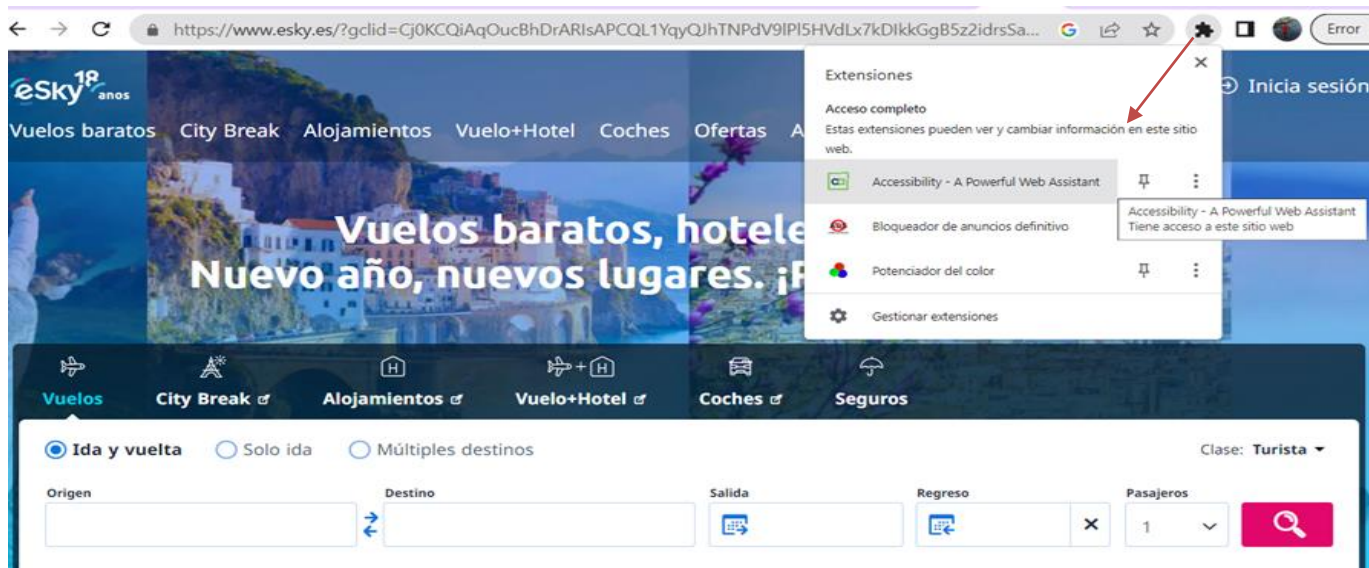 https://www.esky.es/?gclid=Cj0KCQiAqOucBhDrARIsAPCQL1YqyQJhTNPdV9lPl5HVdLx7kDIkkGgB5z2idrsSa...
Error
eSky 18 anos
Inicia sesión
Vuelos baratos City Break Alojamientos Vuelo+Hotel Coches Ofertas A
Extensiones
Acceso completo
Estas extensiones pueden ver y cambiar información en este sitio
web.
Accessibility - A Powerful Web Assistant
Accessibility - A Powerful Web Assistant
Tiene acceso a este sitio web
Bloqueador de anuncios definitivo
Potenciador del color
Gestionar extensiones
Vuelos baratos, hotele
Nuevo año, nuevos lugares. ¡P
Vuelos City Break Alojamientos Vuelo+Hotel Coches Seguros
Ida y vuelta Solo ida Múltiples destinos Clase: Turista
Origen Destino Salida Regreso Pasajeros
1